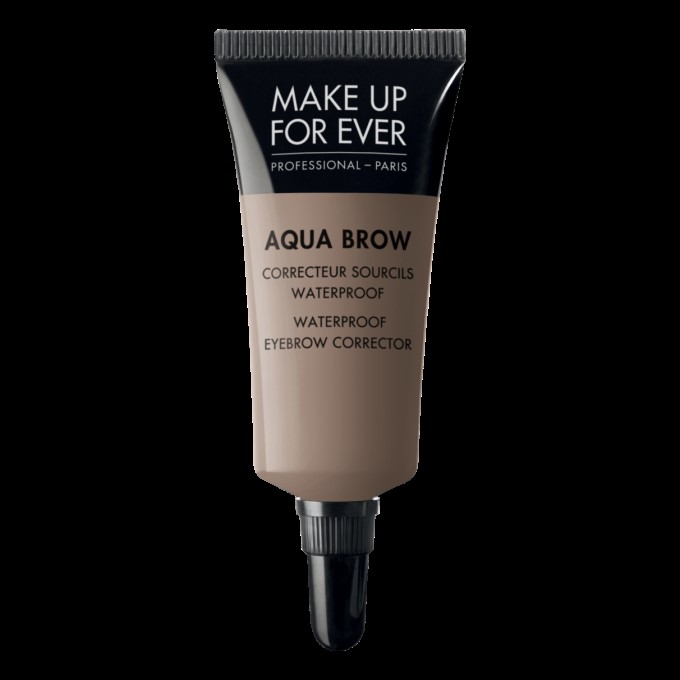 MAKE UP
FOR EVER
PROFESSIONAL – PARIS
AQUA BROW
CORRECTEUR SOURCILS
WATERPROOF
WATERPROOF
EYEBROW CORRECTOR